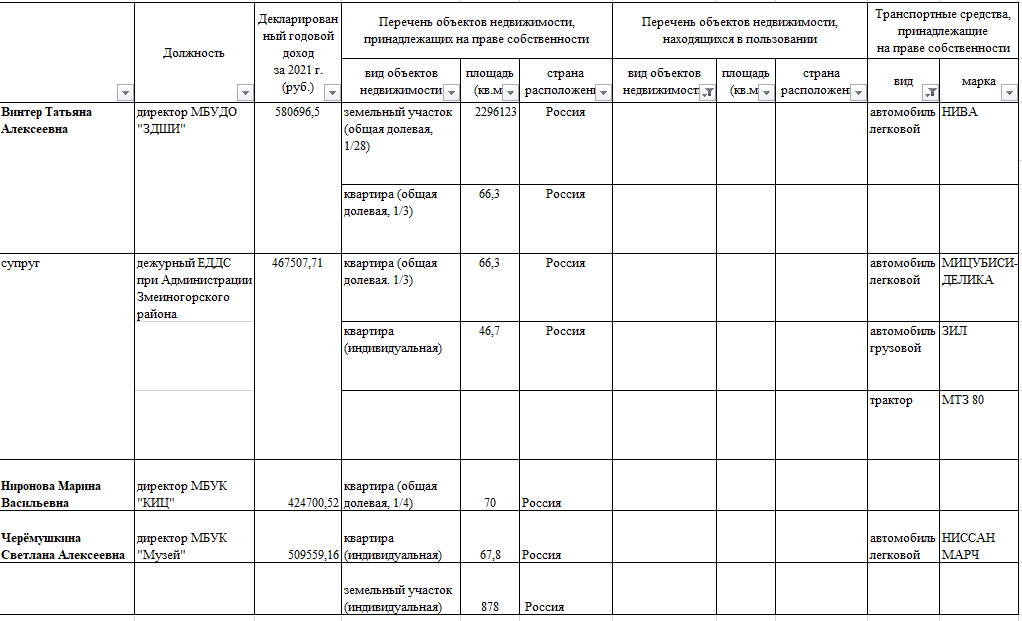 Должность
Декларирован
ный годовой
доход
за 2021 г.
(руб.)
Перечень объектов недвижимости,
принадлежащих на праве собственности
Перечень объектов недвижимости,
находящихся в пользовании
Транспортные средства,
принадлежащие
на праве собственности
вид объектов
недвижимости
площадь
(кв.м
страна
расположен
вид объектов
недвижимост
площадь
(кв.м
страна
расположен
вид
марка
Винтер Татьяна
Алексеевна
директор МБУДО
"ЗДШИ"
580696,5
земельный участок
(общая долевая,
1/28)
2296123
Россия
автомобиль
легковой
НИВА
квартира (общая
долевая, 1/3)
66,3
Россия
супруг
дежурный ЕДДС
при Администрации
Змеиногорского
района
467507,71
квартира (общая
долевая. 1/3)
66,3
Россия
автомобиль
легковой
МИЦУБИСИ-
ДЕЛИКА
квартира
(индивидуальная)
46,7
Россия
автомобиль
грузовой
ЗИЛ
трактор
МТЗ 80
Ниронова Марина
Васильевна
директор МБУК
"КИЦ"
424700,52
квартира (общая
долевая, 1/4)
70
Россия
Черёмушкина
Светлана Алексеевна
директор МБУК
"Музей"
509559,16
квартира
(индивидуальная)
67,8
Россия
автомобиль
легковой
НИССАН
МАРЧ
земельный участок
(индивидуальная)
878
Россия